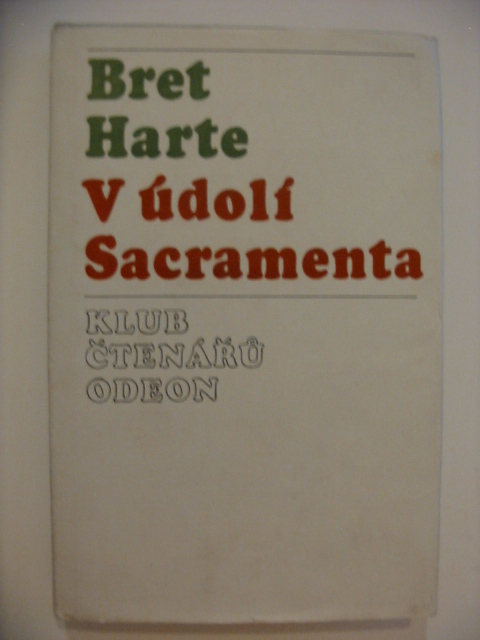 Bret
Harte
V údolí
Sacramenta
KLUB
ČTENÁŘŮ
ODEON